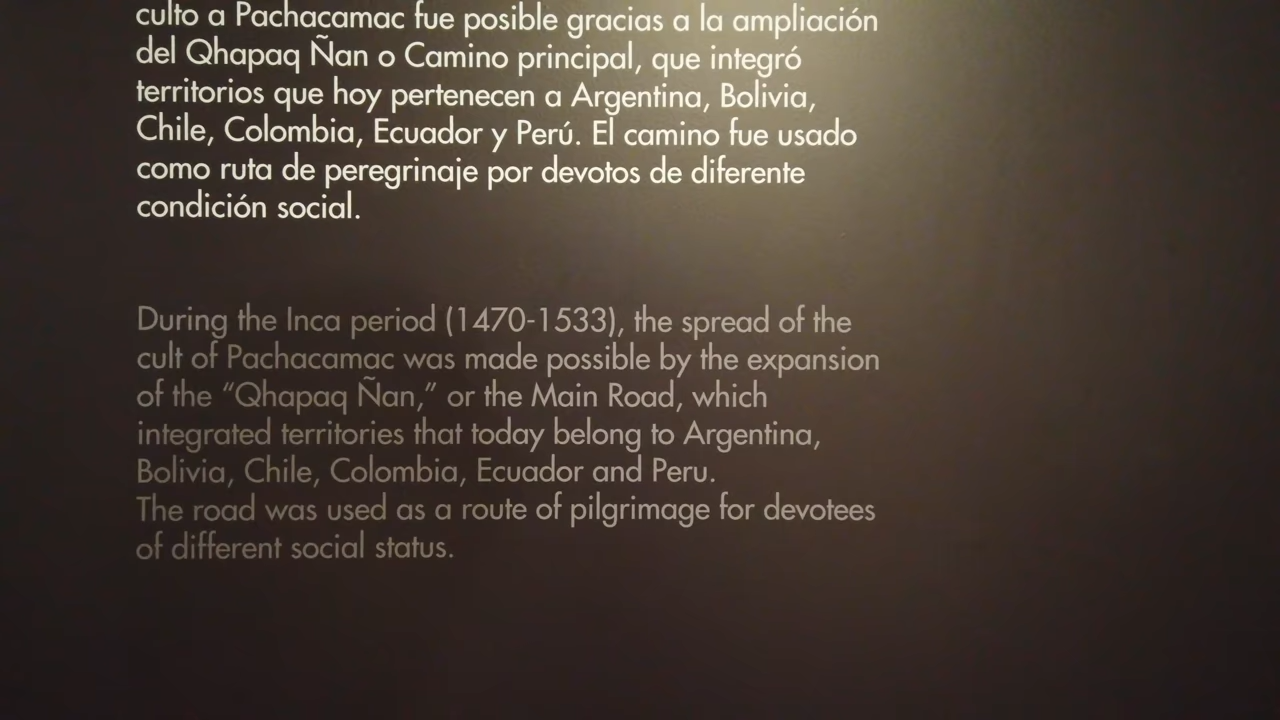 culto a Pachacamac fue posible gracias a la ampliación
del Qhapaq Ñan o Camino principal, que integró
territorios que hoy pertenecen a Argentina, Bolivia,
Chile, Colombia, Ecuador y Perú. El camino fue usado
como ruta de peregrinaje por devotos de diferente
condición social.
During the Inca period (1470-1533), the spread of the
cult of Pachacamac was made possible by the expansion
of the “Qhapaq Ñan,” or the Main Road, which
integrated territories that today belong to Argentina,
Bolivia, Chile, Colombia, Ecuador and Peru.
The road was used as a route of pilgrimage for devotees
of different social status.